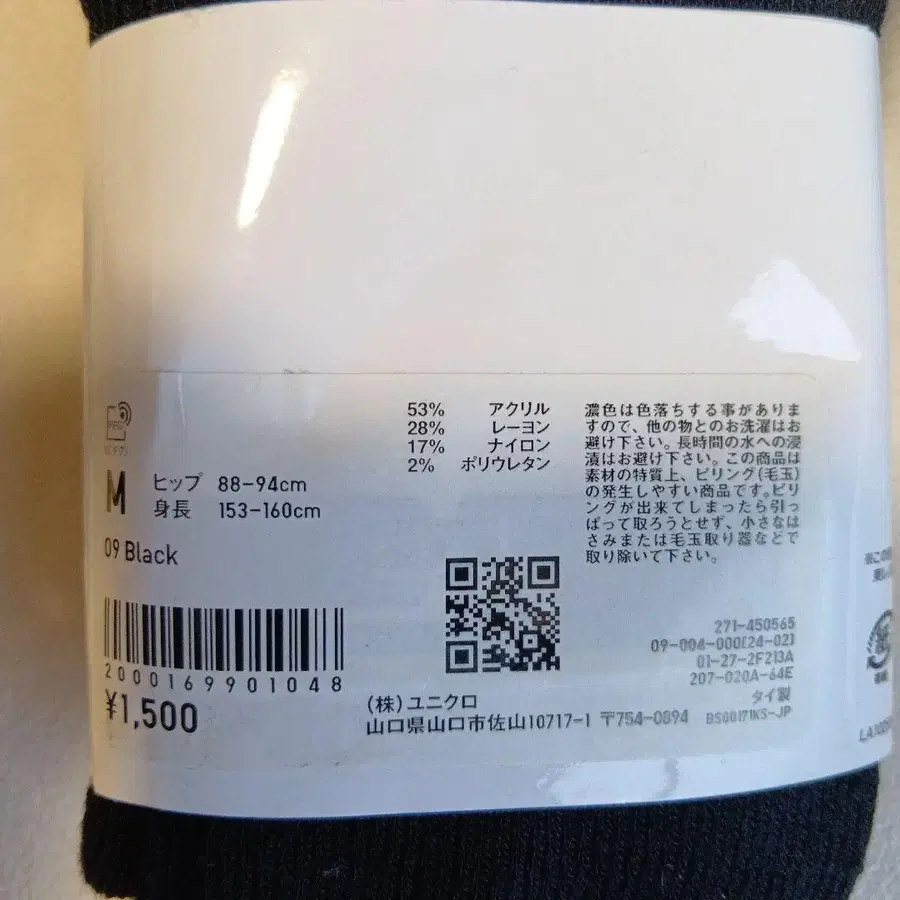 53% アクリル
28% レーヨン
17% ナイロン
2% ポリウレタン
濃色は色落ちする事がありま
すので、他の物とのお洗濯はお
避け下さい。長時間の水への浸
漬はお避け下さい。この商品は
素材の特質上、ピリング(毛玉)
の発生しやすい商品です。ピリ
ングが出来てしまったら引っ
ぱって取ろうとせず、小さなは
さみまたは毛玉取り器などで
取り除いて下さい。
M
ヒップ 88-94cm
身長 153-160cm
09 Black
2000169901048
¥1,500
271-450565
09-004-000[24-02]
01-27-2F213A
207-020A-64E
タイ製
(株)ユニクロ
山口県山口市佐山10717-1 〒754-0894
BS00171KS-JP